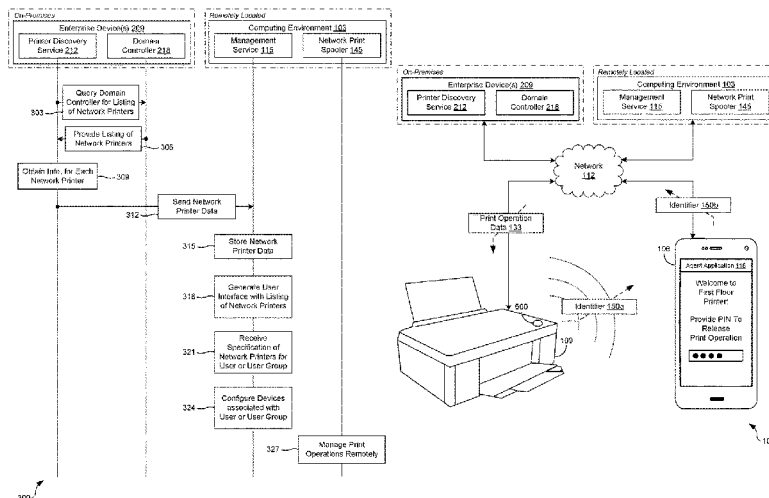 On-Premises
Enterprise Device(s) 209
Printer Discovery
Service 212
Domain
Controller 218
Remotely Located
Computing Environment 103
Management
Service 115
Network Print
Spooler 145
303
Query Domain
Controller for Listing
of Network Printers
Provide Listing of
Network Printers
306
Obtain Info. for Each
Network Printer
309
312
Send Network
Printer Data
315
Store Network
Printer Data
318
Generate User
Interface with Listing
of Network Printers
321
Receive
Specification of
Network Printers for
User or User Group
324
Configure Devices
associated with
User or User Group
327
Manage Print
Operations Remotely
300
On-Premises
Enterprise Device(s) 209
Printer Discovery
Service 212
Domain
Controller 218
Remotely Located
Computing Environment 103
Management
Service 115
Network Print
Spooler 145
Network
112
Print Operation
Data 133
Identifier 150b
Identifier 150a
500
109
106
Agent Application 118
Welcome to
First Floor
Printer!
Provide PIN To
Release
Print Operation